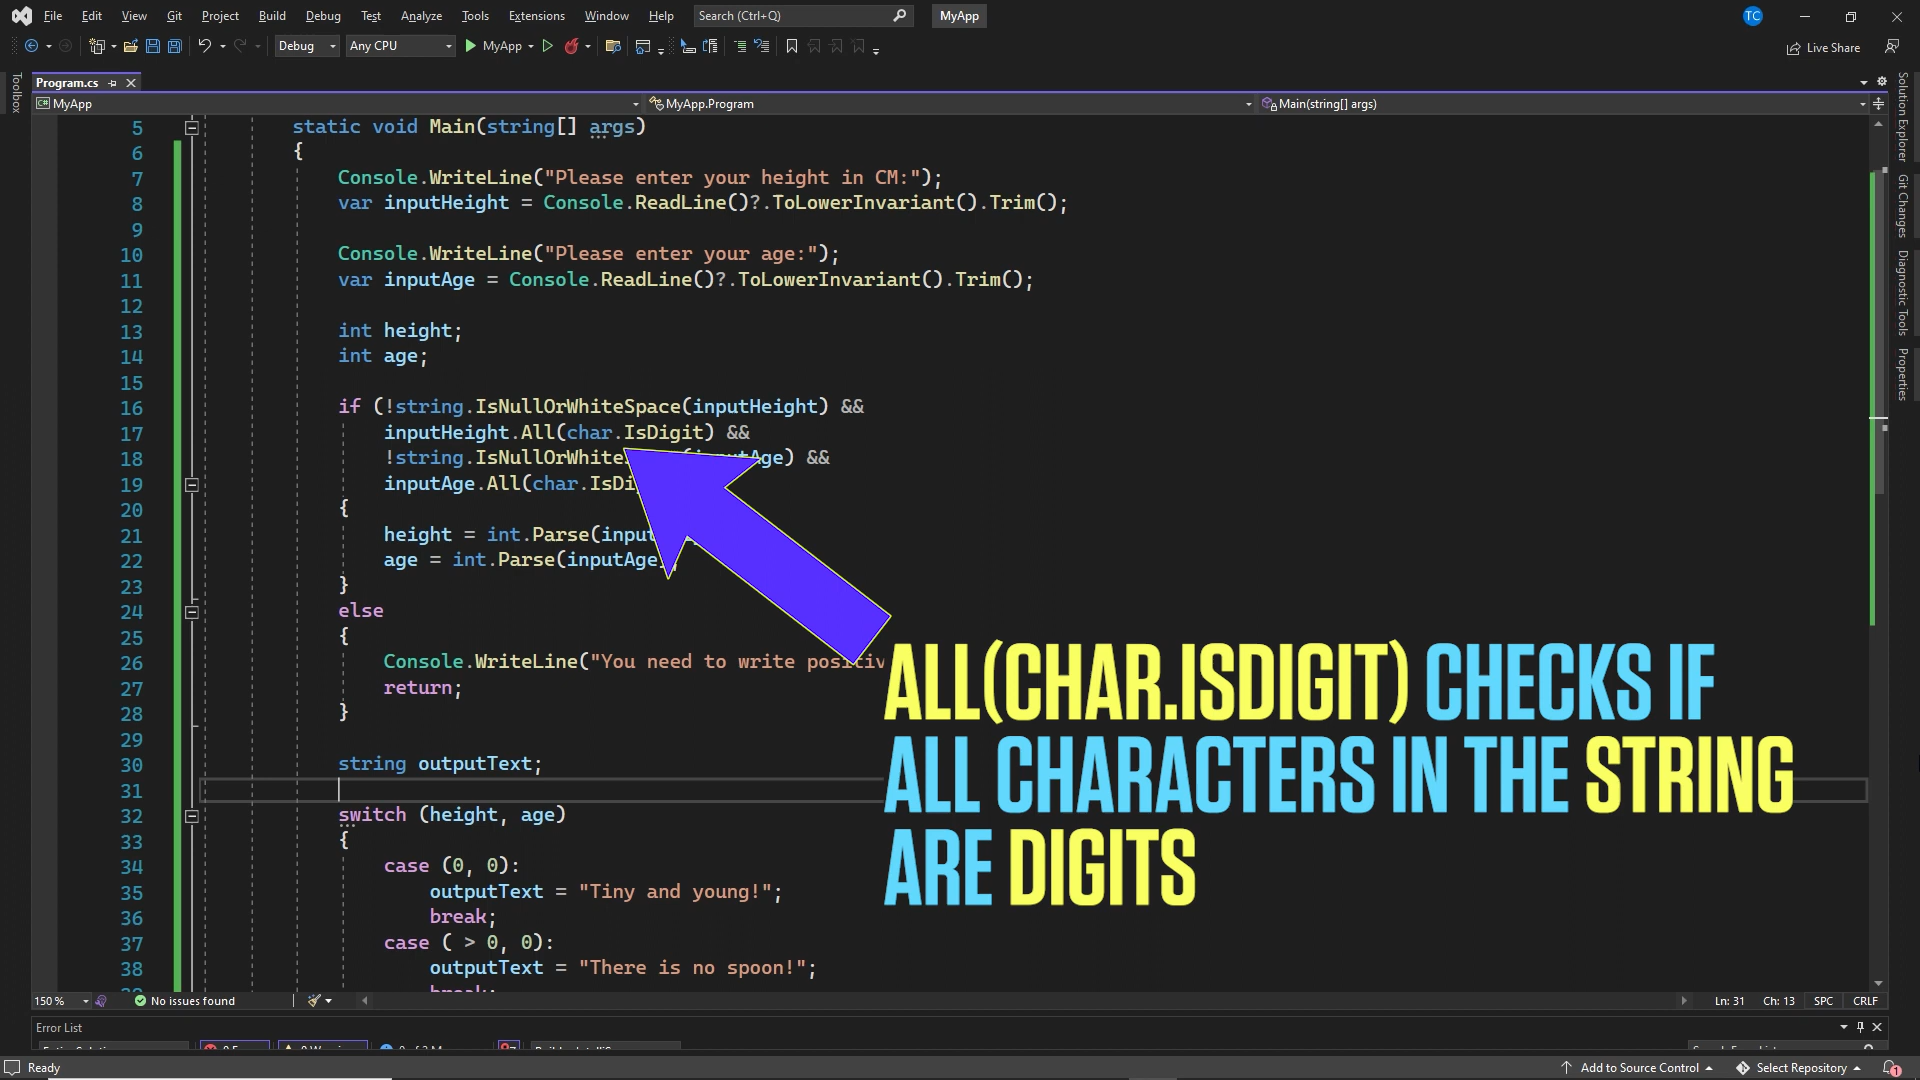 File Edit View Git Project Build Debug Test Analyze Tools Extensions Window Help Search (Ctrl+Q) MyApp TC
Debug Any CPU MyApp Live Share
Toolbox
Program.cs
MyApp MyApp.Program Main(string[] args)
5 static void Main(string[] args)
6 {
7 Console.WriteLine("Please enter your height in CM:");
8 var inputHeight = Console.ReadLine()?.ToLowerInvariant().Trim();
9
10 Console.WriteLine("Please enter your age:");
11 var inputAge = Console.ReadLine()?.ToLowerInvariant().Trim();
12
13 int height;
14 int age;
15
16 if (!string.IsNullOrWhiteSpace(inputHeight) &&
17 inputHeight.All(char.IsDigit) &&
18 !string.IsNullOrWhite Age) &&
19 inputAge.All(char.IsDi
20 {
21 height = int.Parse(input
22 age = int.Parse(inputAge
23 }
24 else
25 {
26 Console.WriteLine("You need to write positiv
27 return;
28 }
29
30 string outputText;
31
32 switch (height, age)
33 {
34 case (0, 0):
35 outputText = "Tiny and young!";
36 break;
37 case ( > 0, 0):
38 outputText = "There is no spoon!";
ALL(CHAR.ISDIGIT) CHECKS IF
ALL CHARACTERS IN THE STRING
ARE DIGITS
Solution Explorer
Git Changes
Diagnostic Tools
Properties
150 % No issues found Ln: 31 Ch: 13 SPC CRLF
Error List
Ready Add to Source Control Select Repository 1